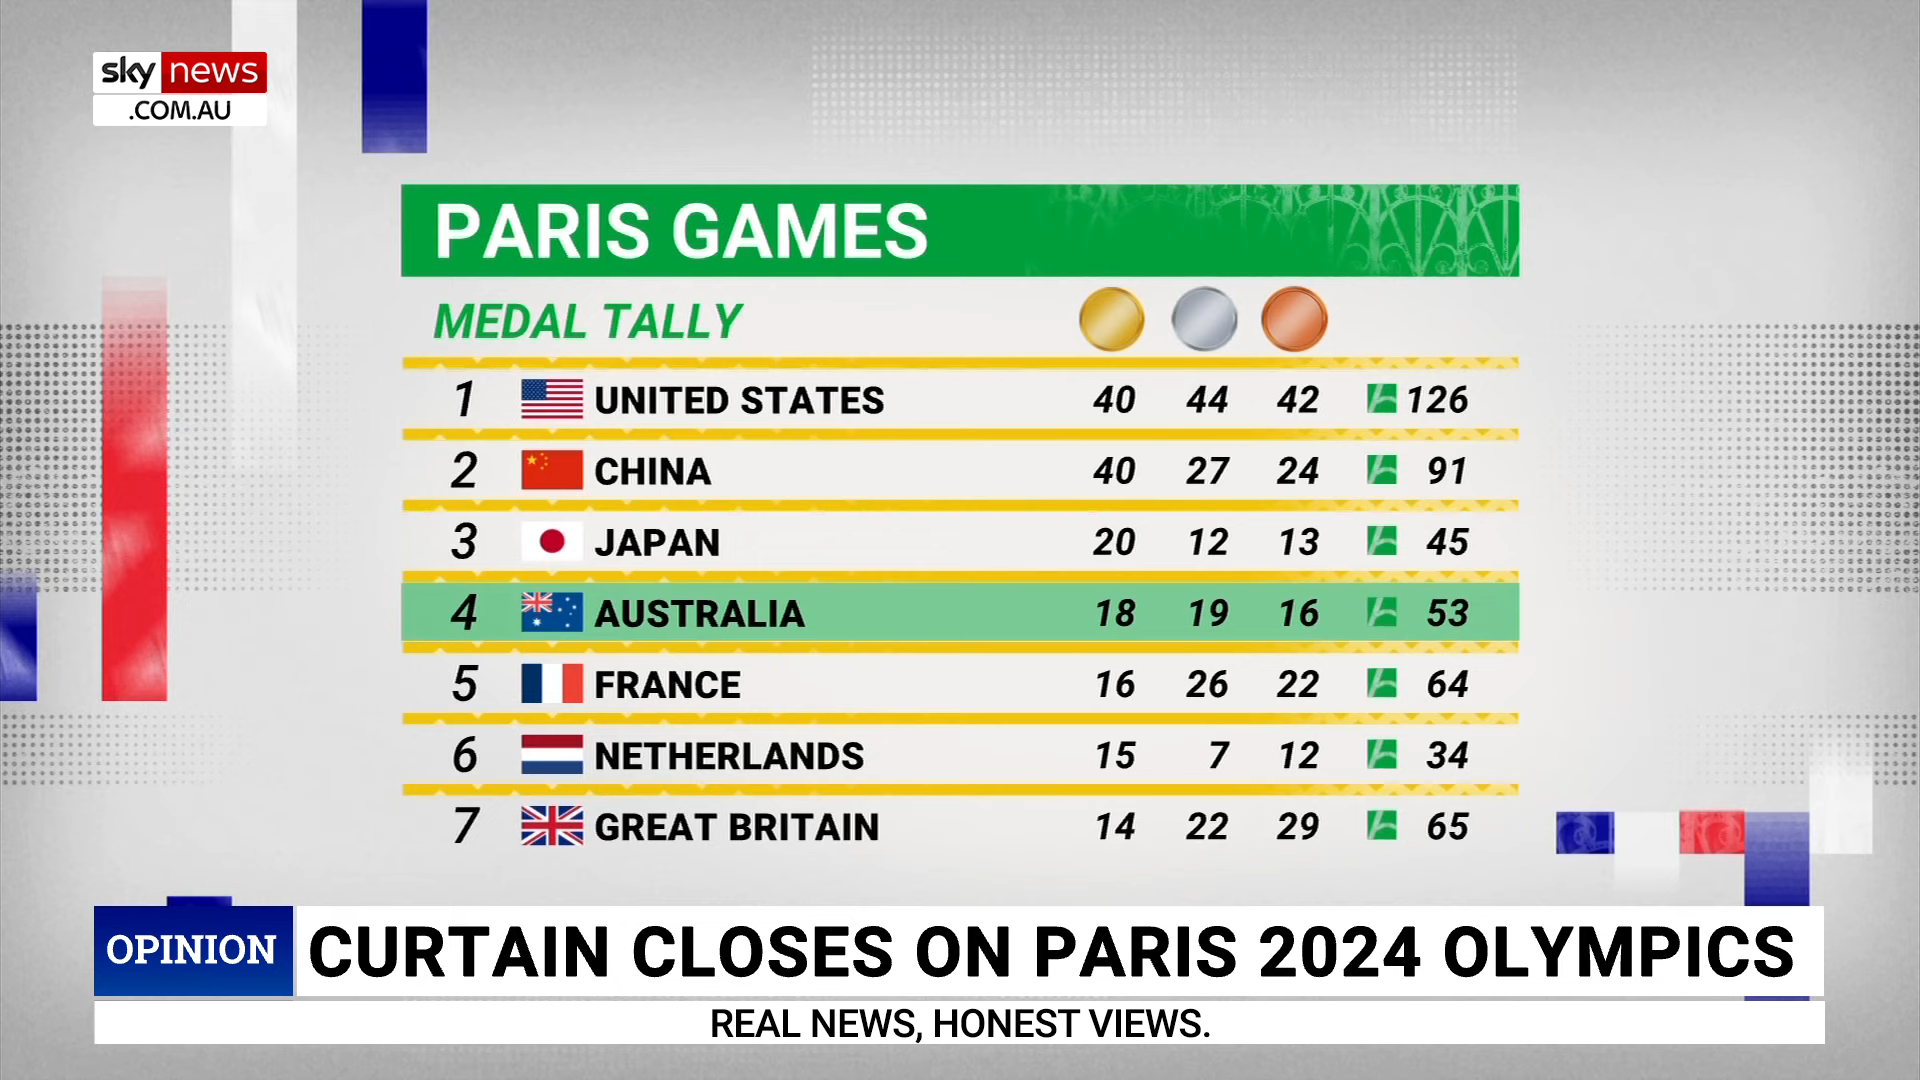 sky news
.COM.AU
PARIS GAMES
MEDAL TALLY
1 UNITED STATES 40 44 42 126
2 CHINA 40 27 24 91
3 JAPAN 20 12 13 45
4 AUSTRALIA 18 19 16 53
5 FRANCE 16 26 22 64
6 NETHERLANDS 15 7 12 34
7 GREAT BRITAIN 14 22 29 65
OPINION CURTAIN CLOSES ON PARIS 2024 OLYMPICS
REAL NEWS, HONEST VIEWS.